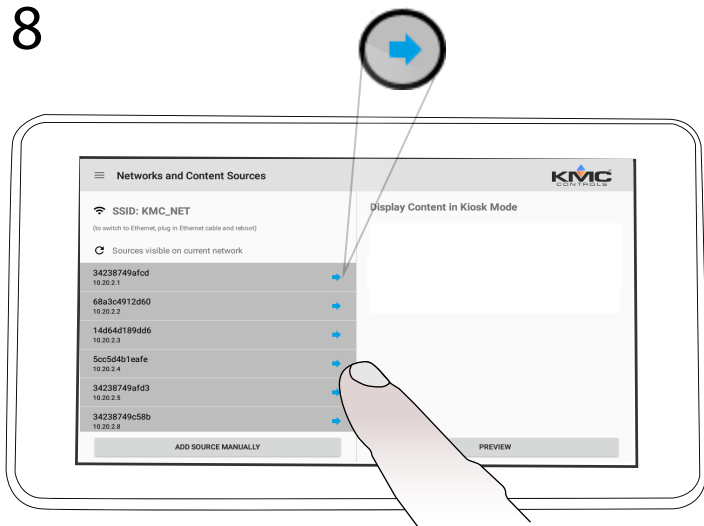 8
Networks and Content Sources
KMC
CONTROLS
SSID: KMC_NET
(to switch to Ethernet, plug in Ethernet cable and reboot)
Sources visible on current network
34238749afcd
10.20.2.1
68a3c4912d60
10.20.2.2
14d64d189dd6
10.20.2.3
5cc5d4b1eafe
10.20.2.4
34238749afd3
10.20.2.5
34238749c58b
10.20.2.8
ADD SOURCE MANUALLY
Display Content in Kiosk Mode
PREVIEW